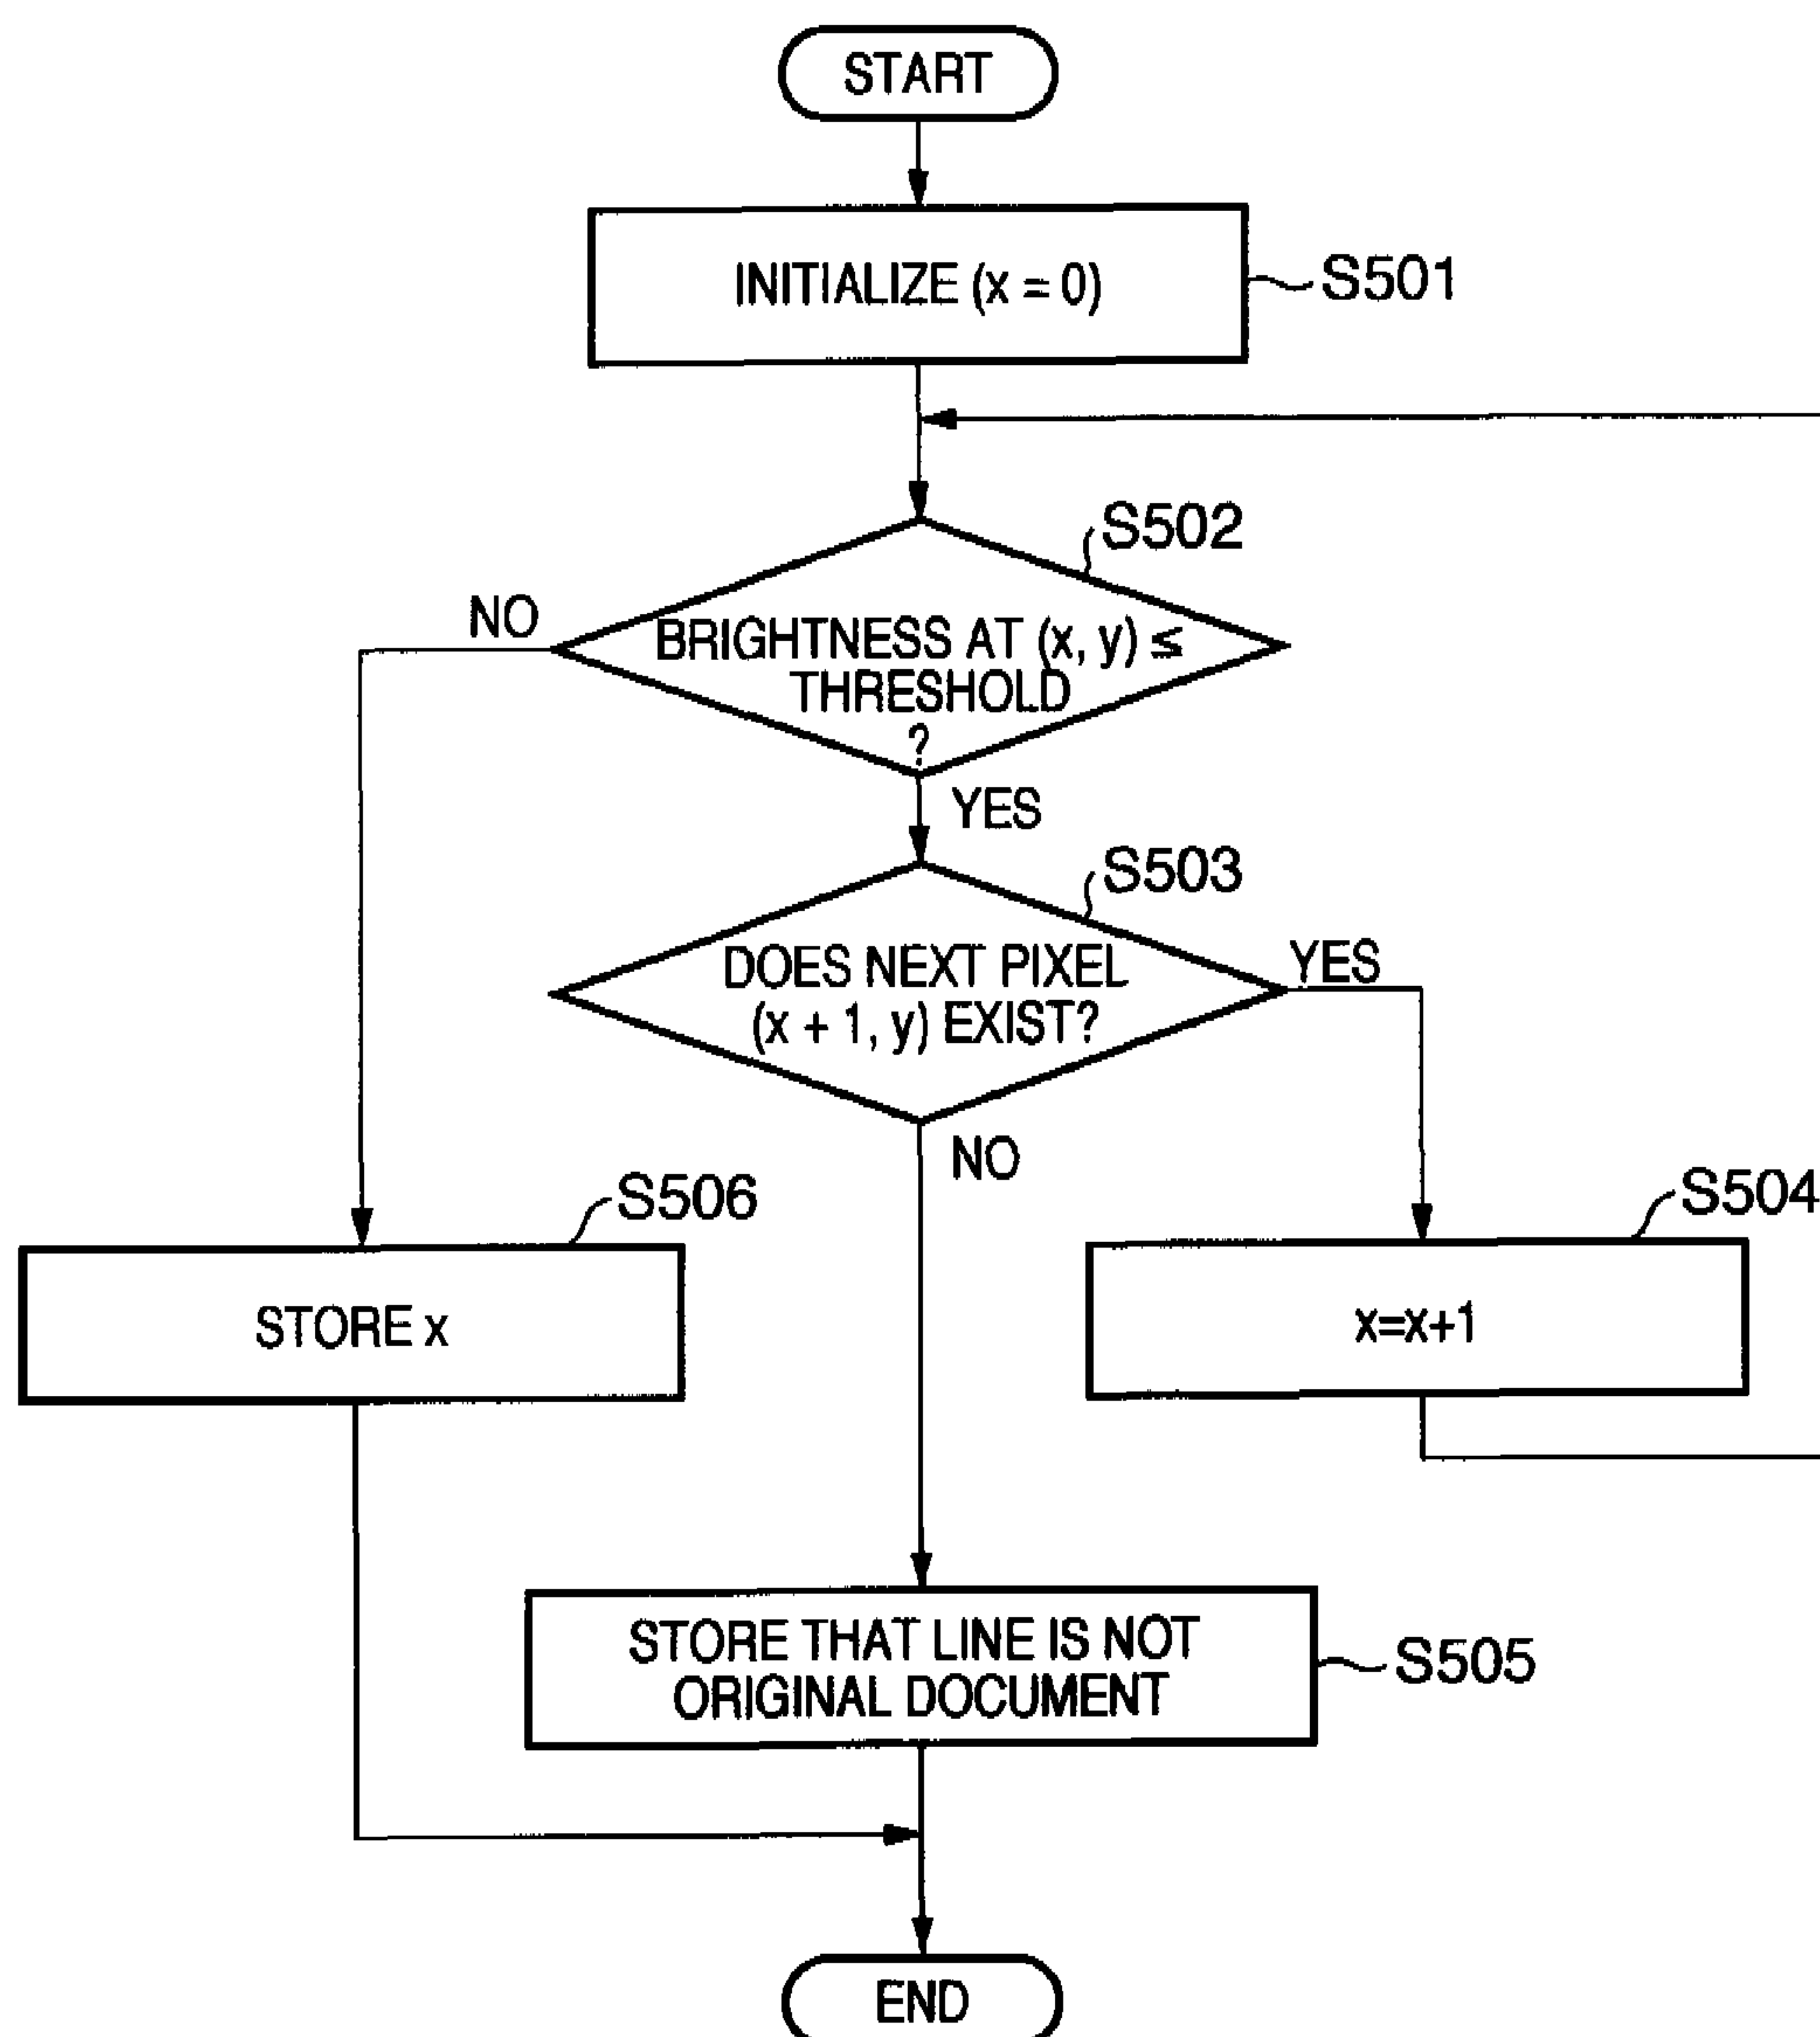 START
INITIALIZE (x = 0)
S501
S502
NO
BRIGHTNESS AT (x, y) ≤
THRESHOLD
?
YES
S503
DOES NEXT PIXEL
(x + 1, y) EXIST?
YES
NO
S506
S504
STORE x
x=x+1
STORE THAT LINE IS NOT
ORIGINAL DOCUMENT
S505
END